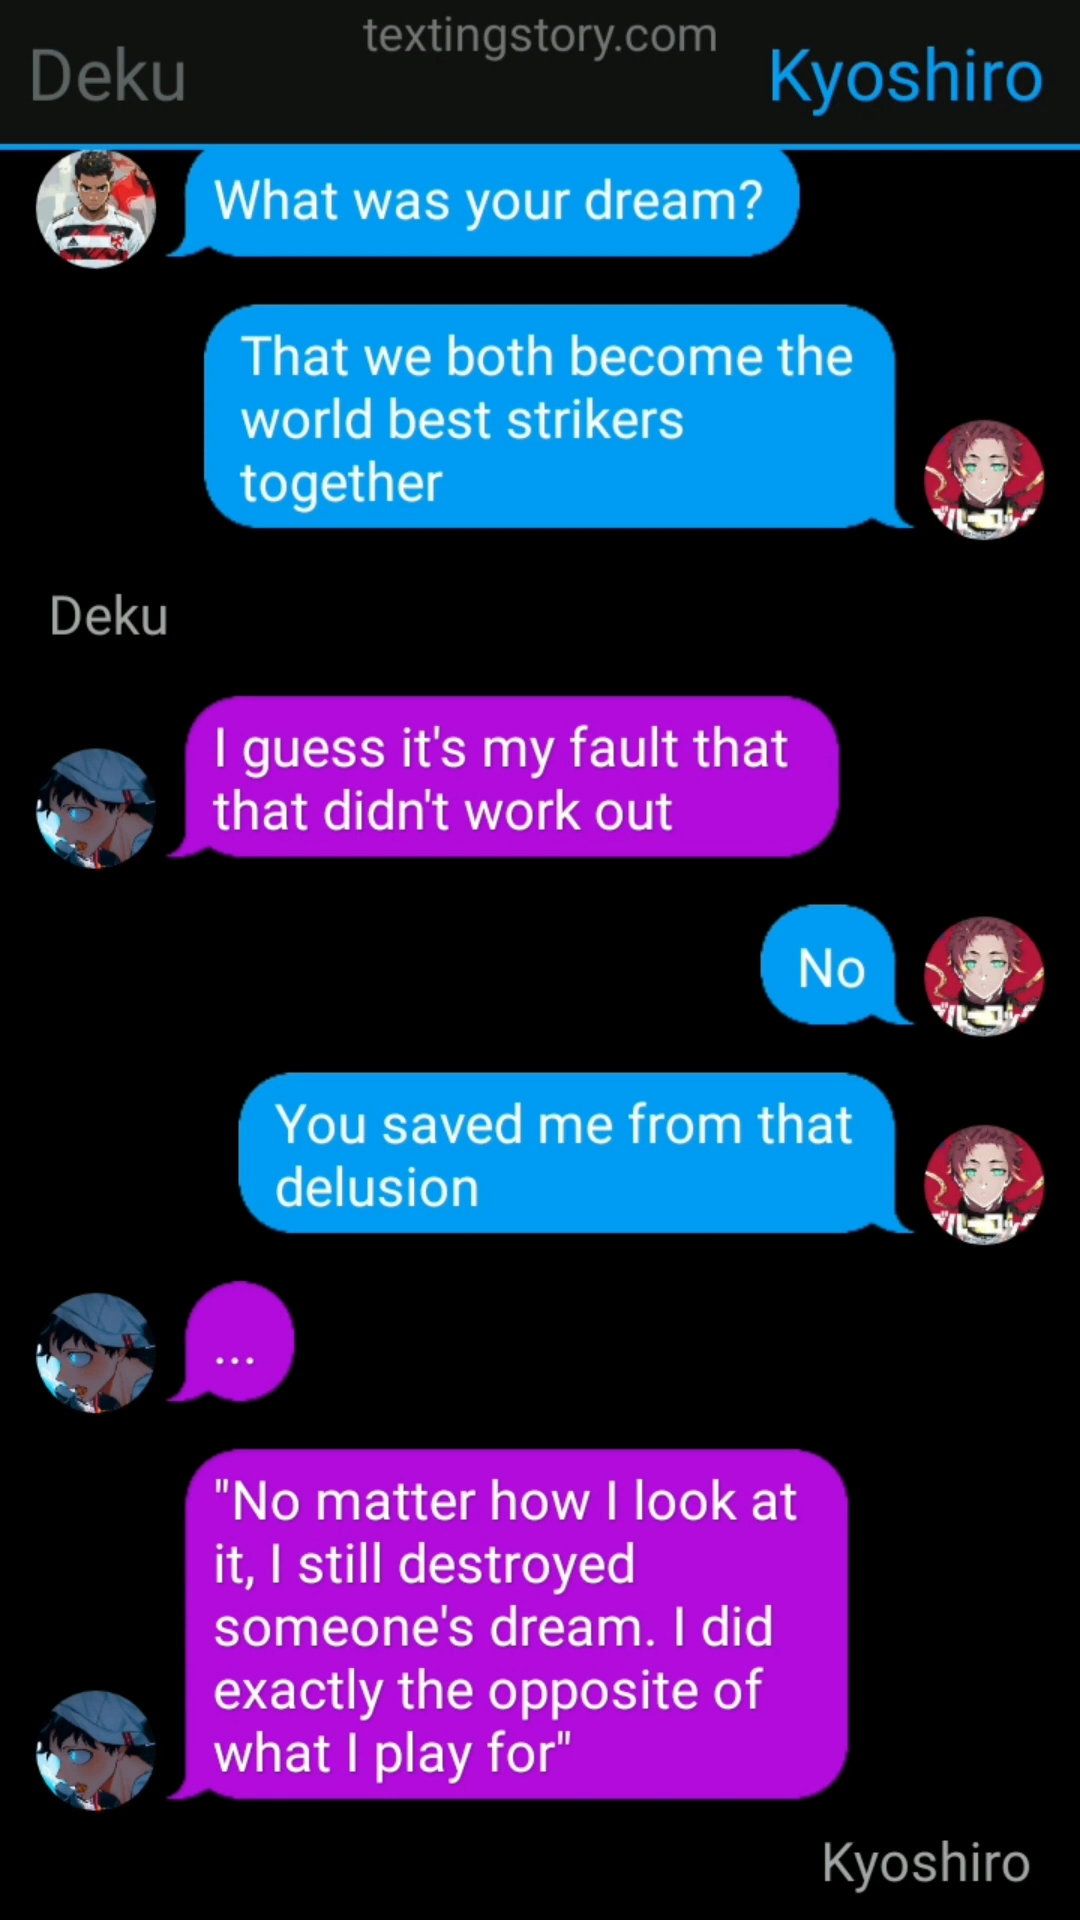 textingstory.com
Deku
Kyoshiro
What was your dream?
That we both become the
world best strikers
together
Deku
I guess it's my fault that
that didn't work out
No
You saved me from that
delusion
...
"No matter how I look at
it, I still destroyed
someone's dream. I did
exactly the opposite of
what I play for"
Kyoshiro